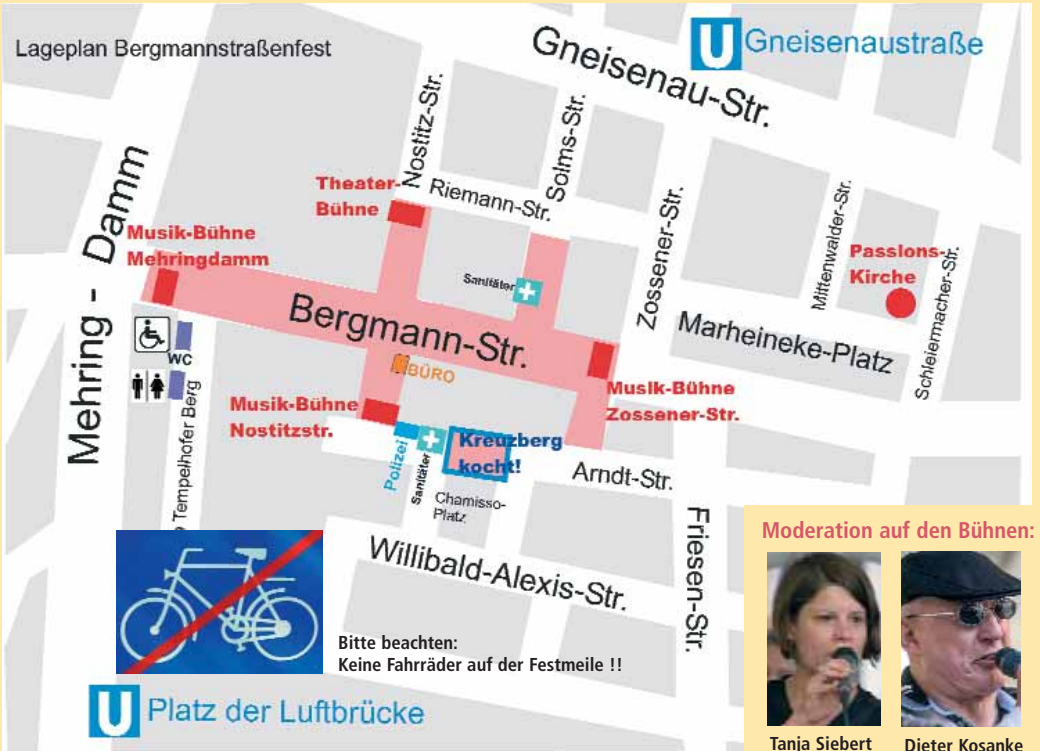 Lageplan Bergmannstraßenfest
U Gneisenaustraße
Gneisenau-Str.
Nostitz-Str.
Solms-Str.
Riemann-Str.
Theater-
Bühne
Mehring - Damm
Musik-Bühne
Mehringdamm
Zossener-Str.
Mittenwalder-Str.
Passions-
Kirche
Schleiermacher-Str.
Sanitäter
Bergmann-Str.
Marheineke-Platz
WC
BÜRO
Musik-Bühne
Zossener-Str.
Musik-Bühne
Nostitzstr.
Polizei
Sanitäter
Kreuzberg
kocht!
Arndt-Str.
Tempelhofer Berg
Chamisso-
Platz
Willibald-Alexis-Str.
Friesen-Str.
Bitte beachten:
Keine Fahrräder auf der Festmeile !!
U Platz der Luftbrücke
Moderation auf den Bühnen:
Tanja Siebert
Dieter Kosanke